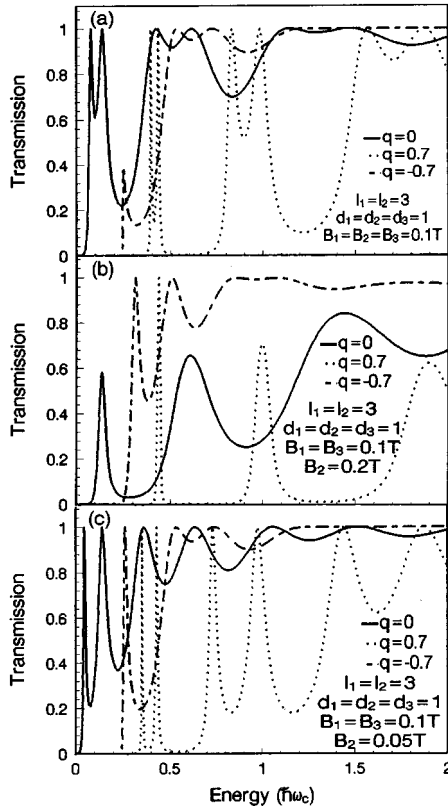 (a)
Transmission
1
0.8
0.6
0.4
0.2
0
q=0
q=0.7
q=-0.7
l₁=l₂=3
d₁=d₂=d₃=1
B₁=B₂=B₃=0.1T
(b)
Transmission
1
0.8
0.6
0.4
0.2
0
q=0
q=0.7
q=-0.7
l₁=l₂=3
d₁=d₂=d₃=1
B₁=B₃=0.1T
B₂=0.2T
(c)
Transmission
1
0.8
0.6
0.4
0.2
0
q=0
q=0.7
q=-0.7
l₁=l₂=3
d₁=d₂=d₃=1
B₁=B₃=0.1T
B₂=0.05T
0 0.5 1 1.5 2
Energy (ℏω_c)